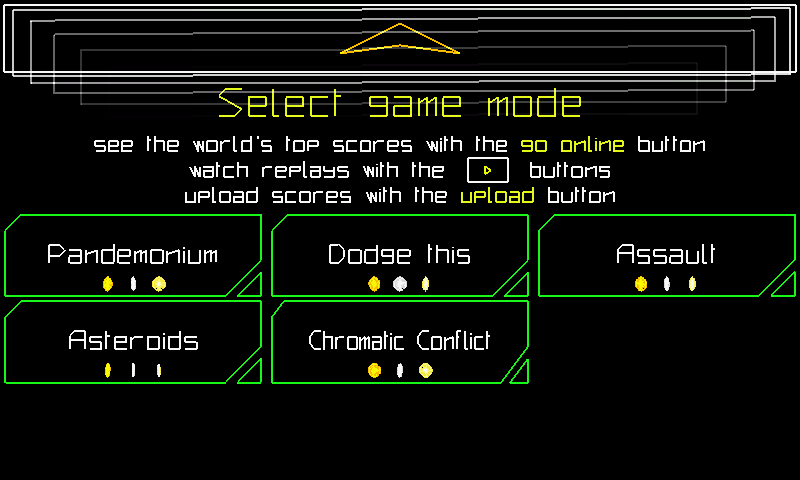 Select game mode
see the world's top scores with the go online button
watch replays with the buttons
upload scores with the upload button
Pandemonium
Dodge this
Assault
Asteroids
Chromatic Conflict